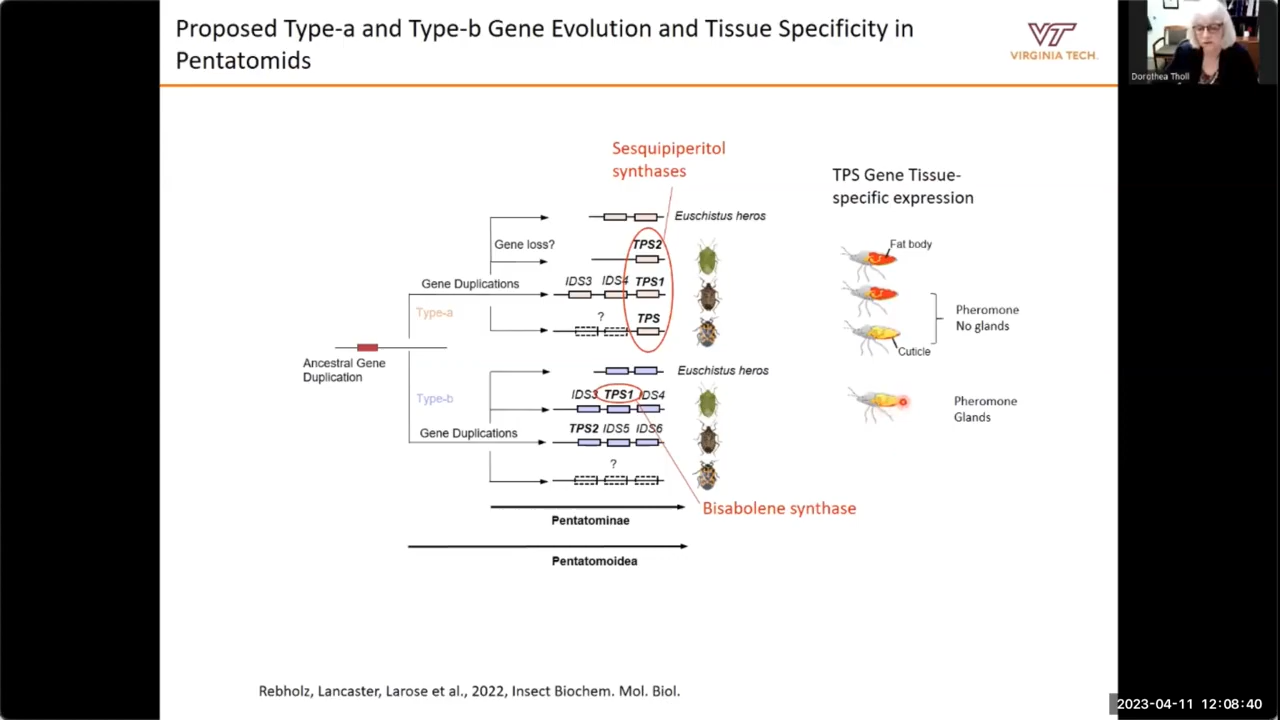 Proposed Type-a and Type-b Gene Evolution and Tissue Specificity in
Pentatomids
VT
VIRGINIA TECH.
Dorothea Tholl
Sesquipiperitol
synthases
TPS Gene Tissue-
specific expression
Euschistus heros
Gene loss?
TPS2
Fat body
Gene Duplications
IDS3 IDS4 TPS1
Type-a
? TPS
Pheromone
No glands
Cuticle
Ancestral Gene
Duplication
Euschistus heros
Type-b
IDS3 TPS1 IDS4
Pheromone
Glands
Gene Duplications
TPS2 IDS5 IDS6
?
Bisabolene synthase
Pentatominae
Pentatomoidea
Rebholz, Lancaster, Larose et al., 2022, Insect Biochem. Mol. Biol.
2023-04-11 12:08:40